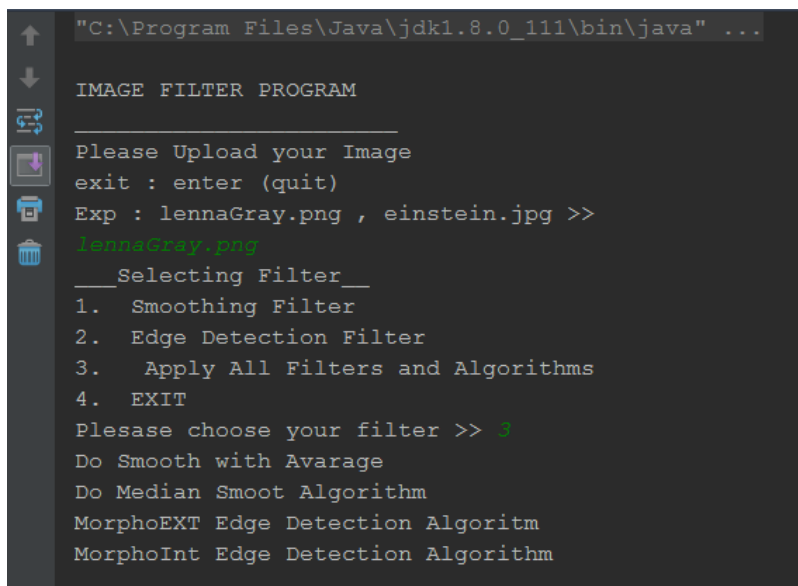 "C:\Program Files\Java\jdk1.8.0_111\bin\java" ...
IMAGE FILTER PROGRAM
_______________________
Please Upload your Image
exit : enter (quit)
Exp : lennaGray.png , einstein.jpg >>
lennaGray.png
___Selecting Filter__
1.  Smoothing Filter
2.  Edge Detection Filter
3.   Apply All Filters and Algorithms
4.  EXIT
Plesase choose your filter >> 3
Do Smooth with Avarage
Do Median Smoot Algorithm
MorphoEXT Edge Detection Algoritm
MorphoInt Edge Detection Algorithm